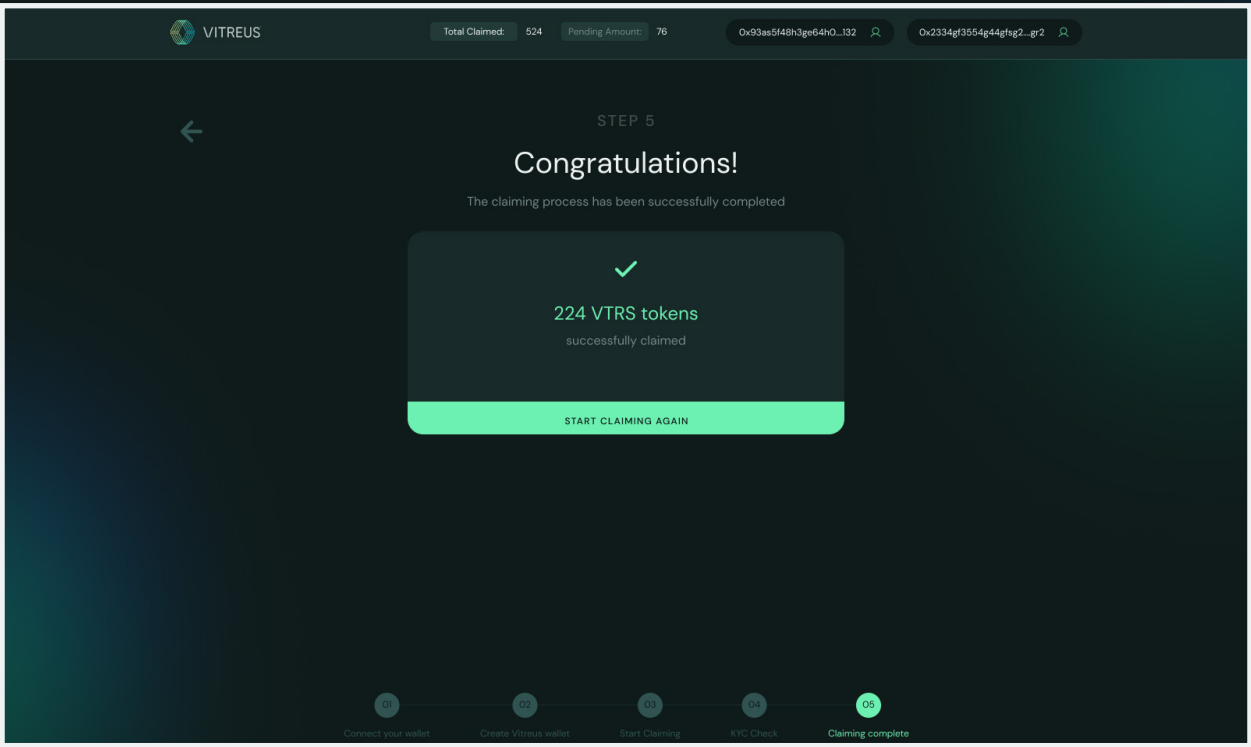 VITREUS
Total Claimed: 524 Pending Amount: 76
0x93as5f48h3ge64h0...132
0x2334gf3554g44gfsg2...gr2
STEP 5
Congratulations!
The claiming process has been successfully completed
224 VTRS tokens
successfully claimed
START CLAIMING AGAIN
01 02 03 04 05
Connect your wallet Create Vitreus wallet Start Claiming KYC Check Claiming complete